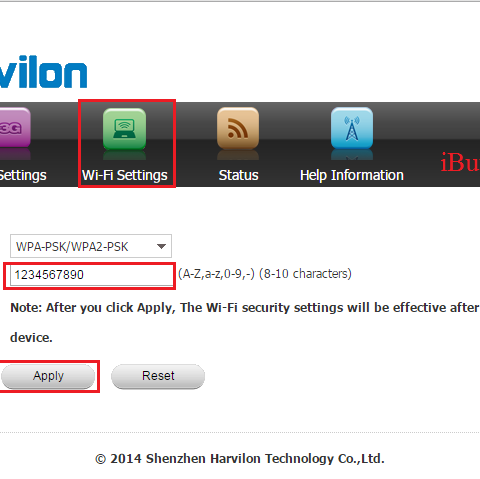 vilon
3G
Settings
Wi-Fi Settings
Status
Help Information
iBu
WPA-PSK/WPA2-PSK
1234567890 (A-Z,a-z,0-9,-) (8-10 characters)
Note: After you click Apply, The Wi-Fi security settings will be effective after
device.
Apply
Reset
© 2014 Shenzhen Harvilon Technology Co.,Ltd.